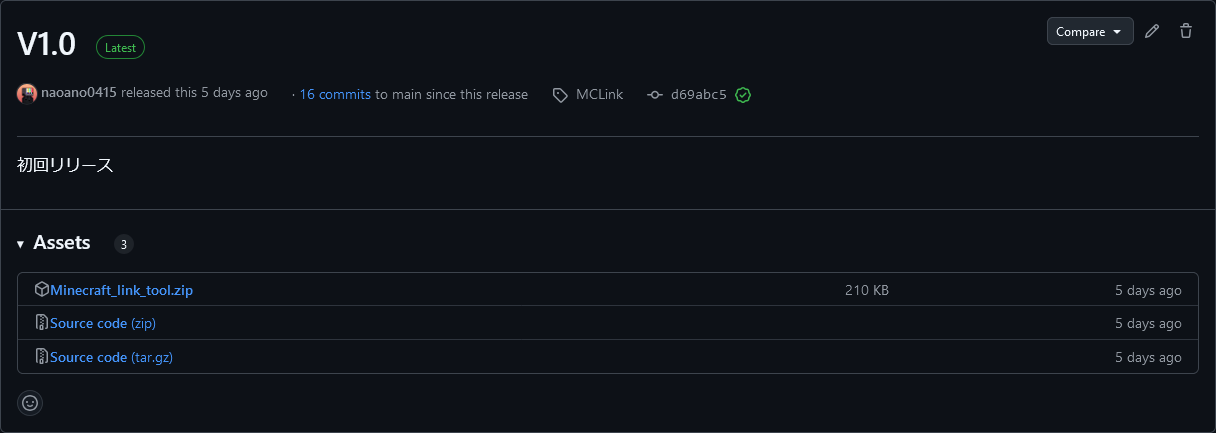 V1.0 Latest Compare
naoano0415 released this 5 days ago · 16 commits to main since this release MCLink d69abc5
初回リリース
Assets 3
Minecraft_link_tool.zip 210 KB 5 days ago
Source code (zip) 5 days ago
Source code (tar.gz) 5 days ago